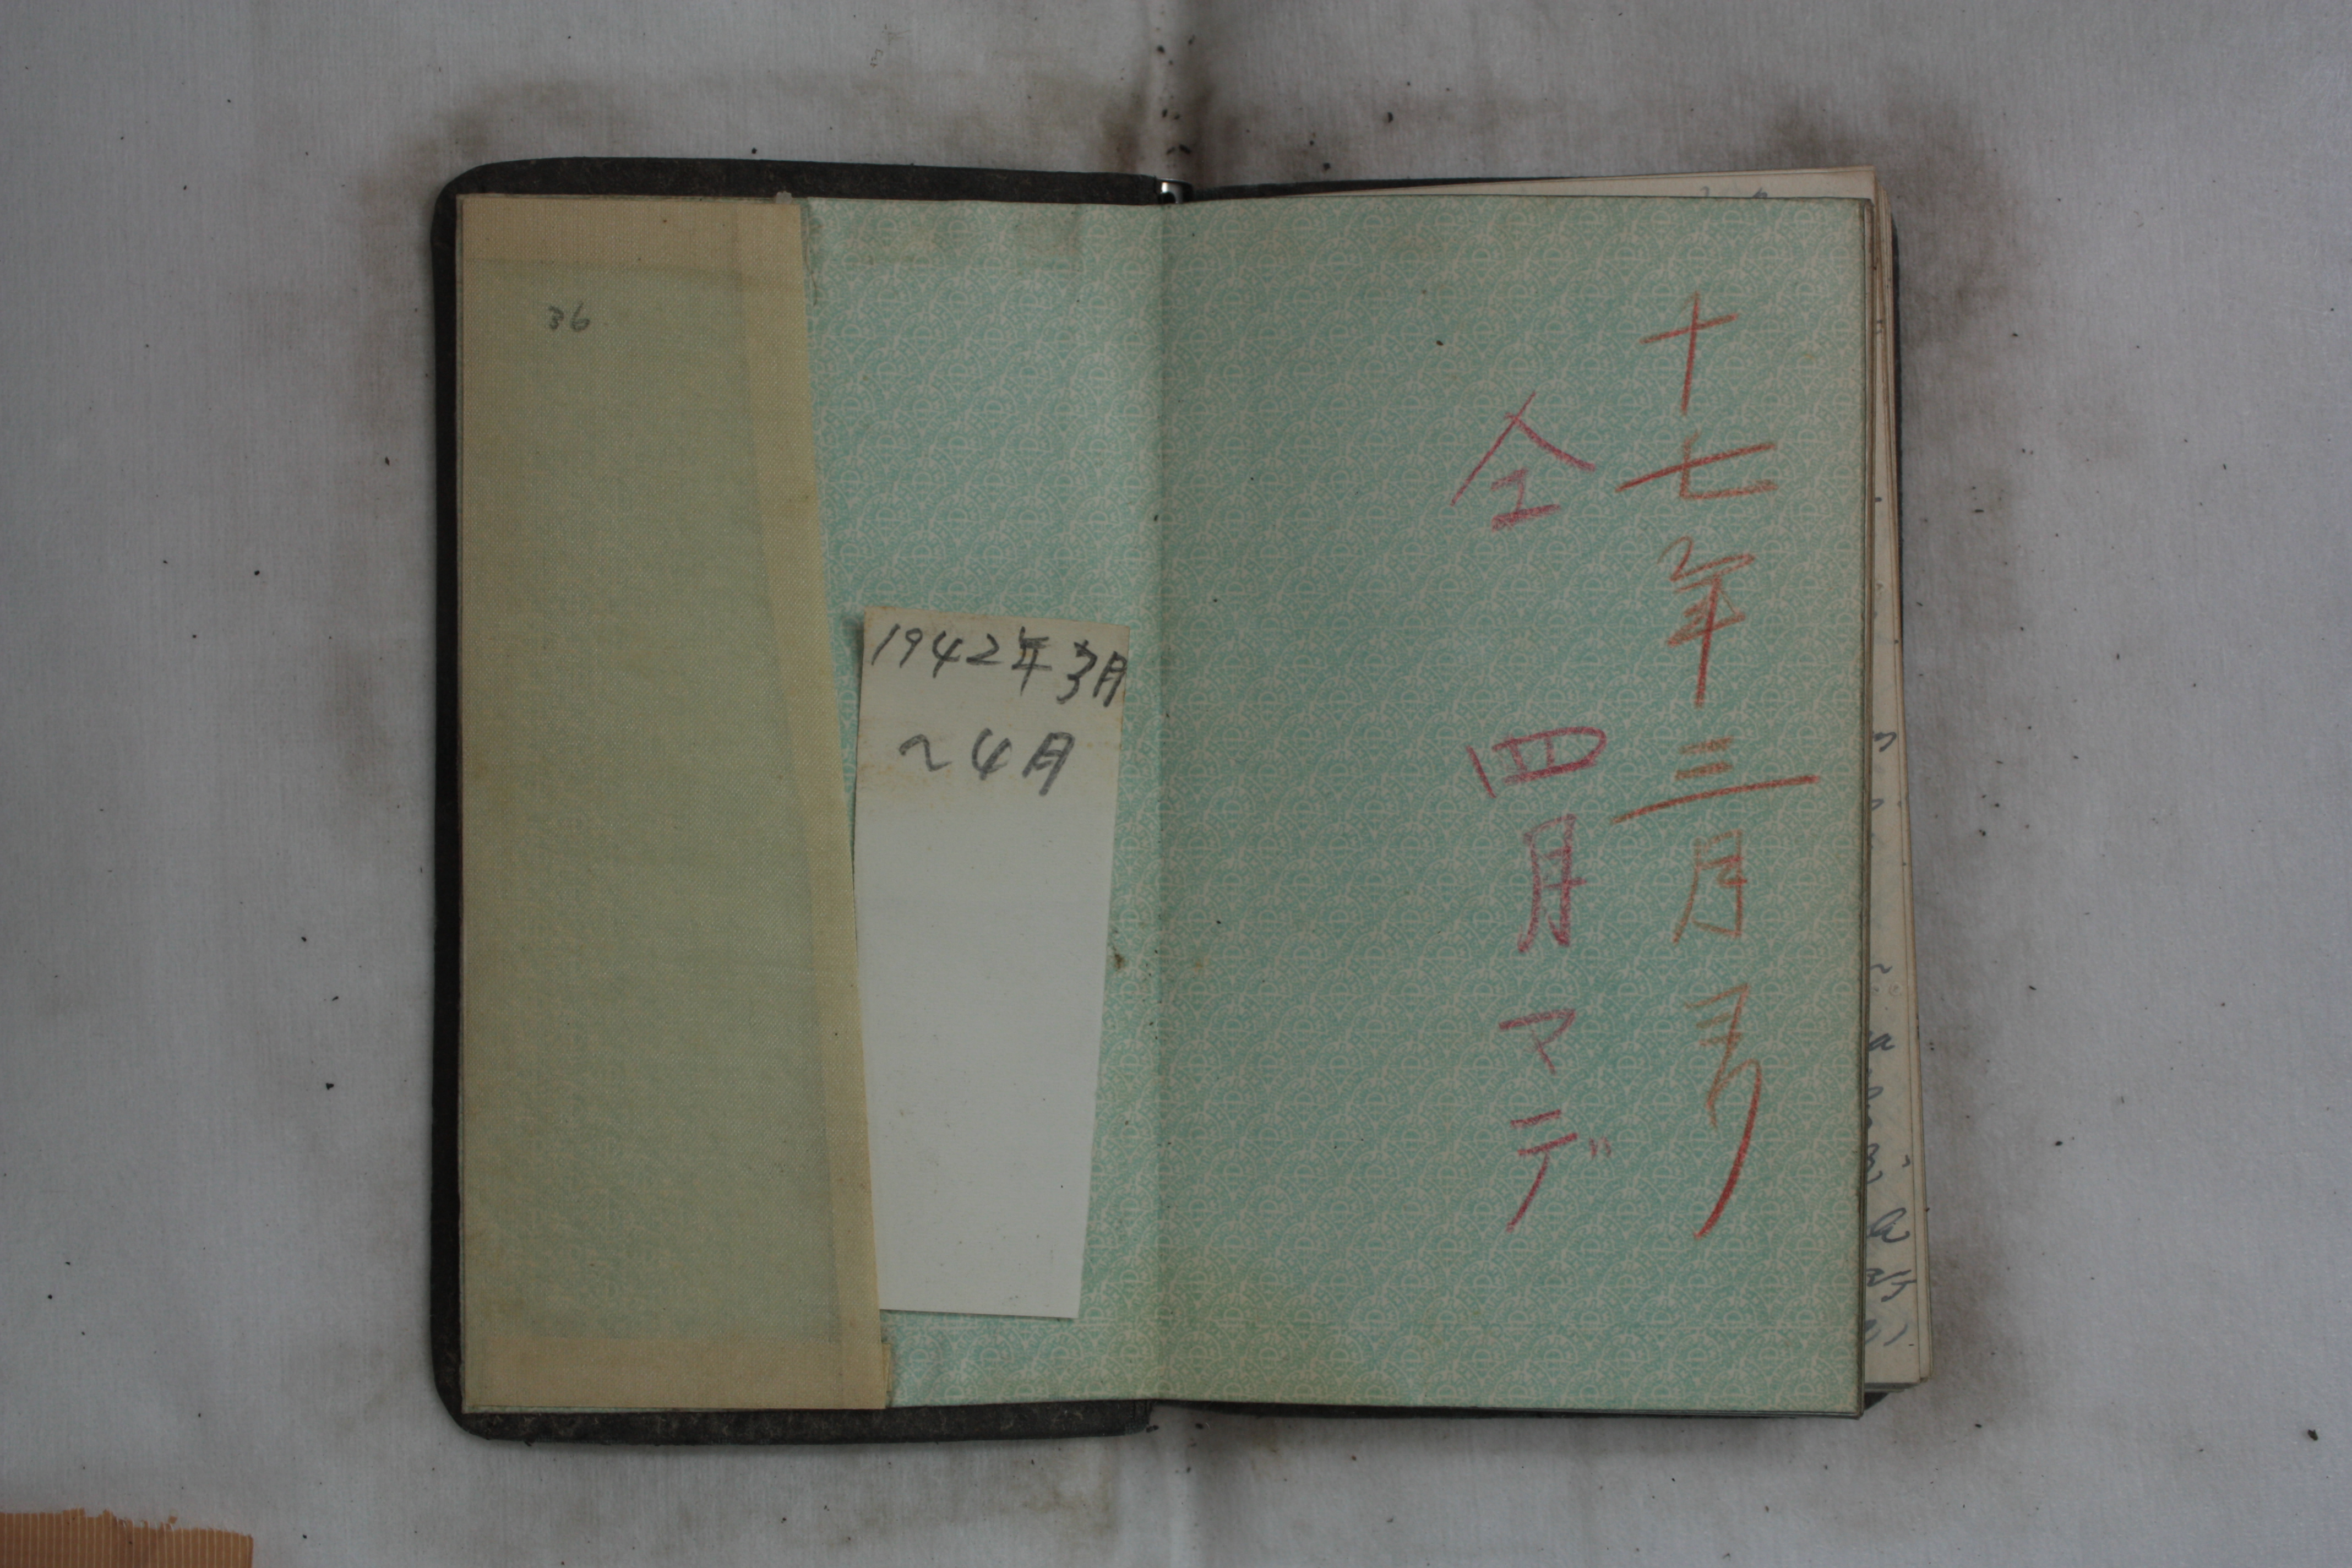 36
1942年3月
～4月
十七年三月ヨリ
仝 四月マデ